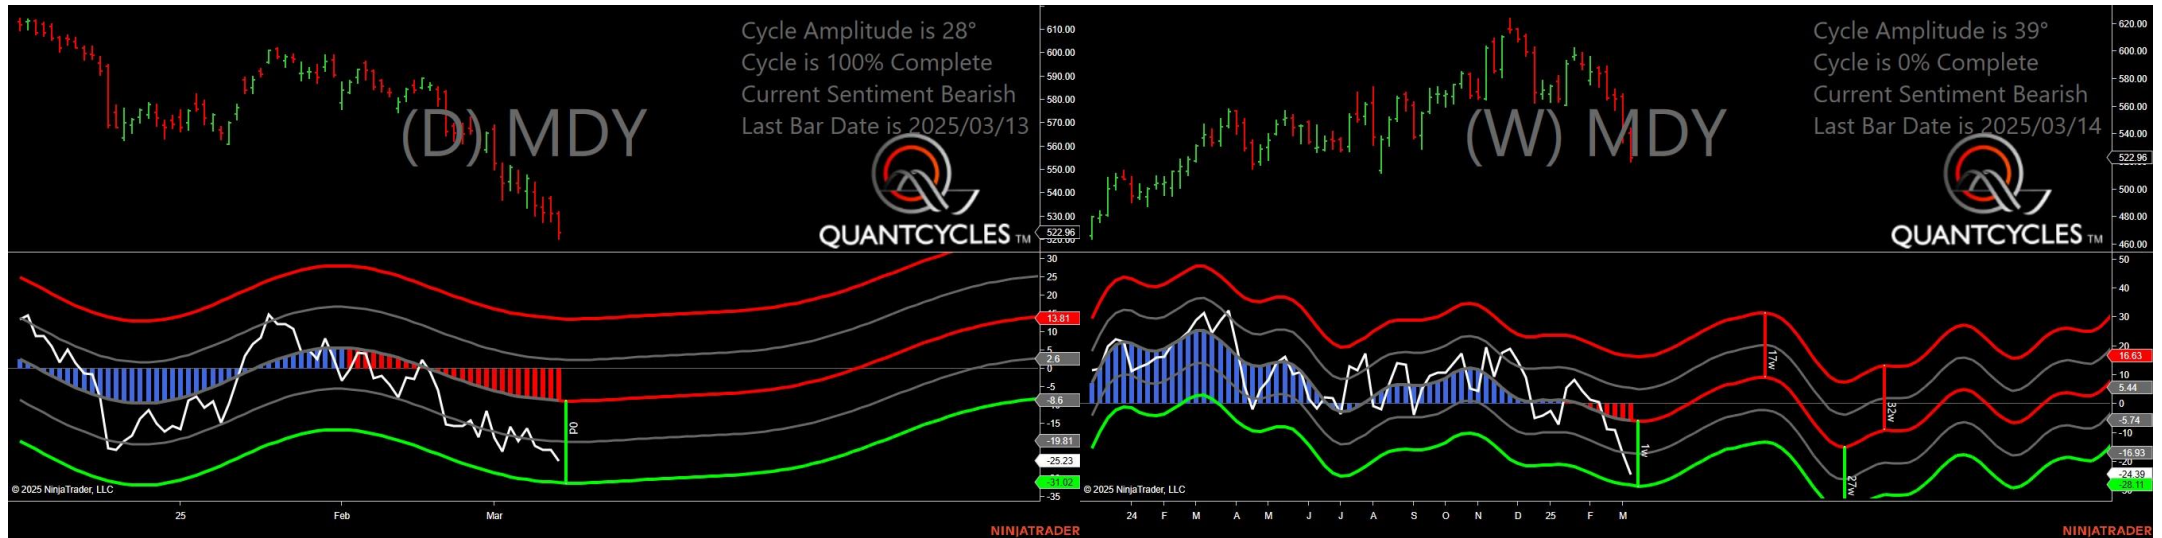 Cycle Amplitude is 28°
Cycle is 100% Complete
Current Sentiment Bearish
Last Bar Date is 2025/03/13
(D) MDY
QUANTCYCLES TM
610.00
600.00
590.00
580.00
570.00
560.00
550.00
540.00
530.00
522.96
520.00
30
25
20
13.81
10
5
2.6
0
-5
-8.6
-15
-19.81
-25.23
-31.02
-35
P0
© 2025 NinjaTrader, LLC
25
Feb
Mar
NINJATRADER
Cycle Amplitude is 39°
Cycle is 0% Complete
Current Sentiment Bearish
Last Bar Date is 2025/03/14
(W) MDY
QUANTCYCLES TM
620.00
600.00
580.00
560.00
540.00
522.96
500.00
480.00
460.00
50
40
30
20
16.63
10
5.44
0
-5.74
-10
-16.93
-20
-24.39
-28.11
1w
17w
27w
32w
© 2025 NinjaTrader, LLC
24
F
M
A
M
J
J
A
S
O
N
D
25
F
M
NINJATRADER